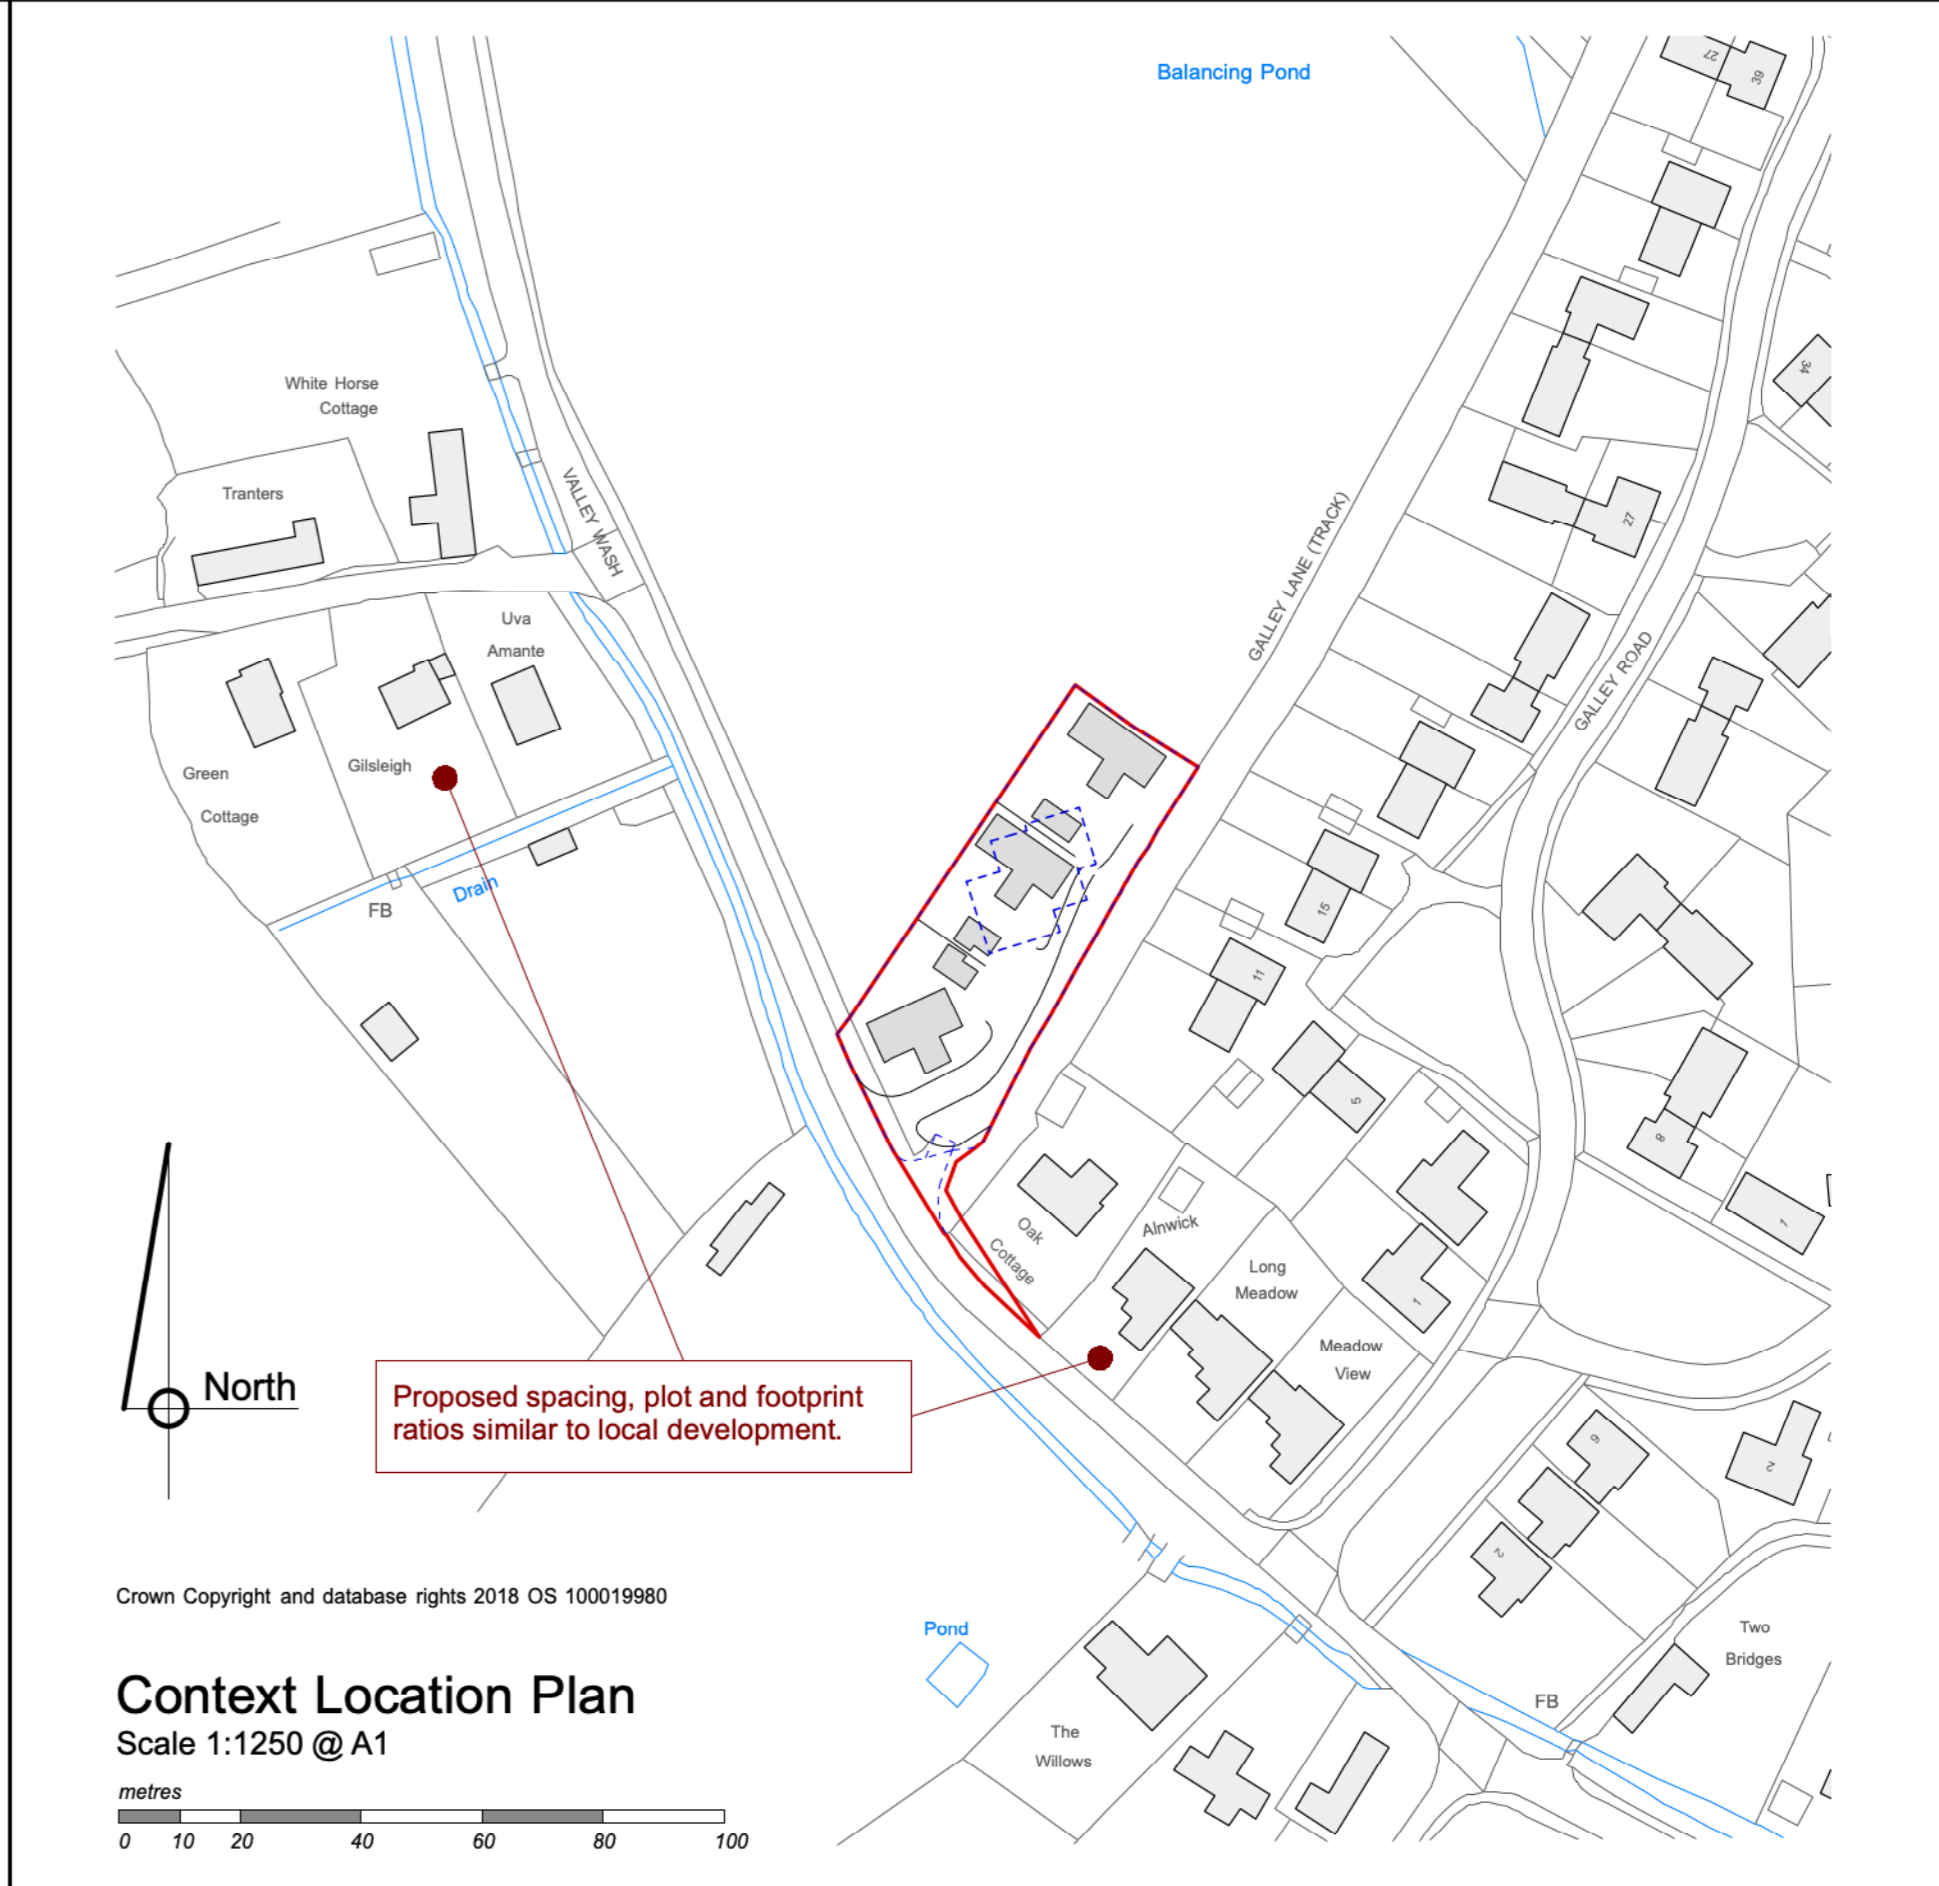 Balancing Pond
27
39
White Horse
Cottage
34
VALLEY WASH
Tranters
GALLEY LANE (TRACK)
27
Uva
Amante
GALLEY ROAD
Green
Cottage
Gilsleigh
Drain
FB
15
11
5
8
7
Oak
Cottage
Alnwick
Long
Meadow
1
Meadow
View
North
Proposed spacing, plot and footprint
ratios similar to local development.
9
2
2
Crown Copyright and database rights 2018 OS 100019980
Pond
Two
Bridges
Context Location Plan
Scale 1:1250 @ A1
FB
The
Willows
metres
0 10 20 40 60 80 100